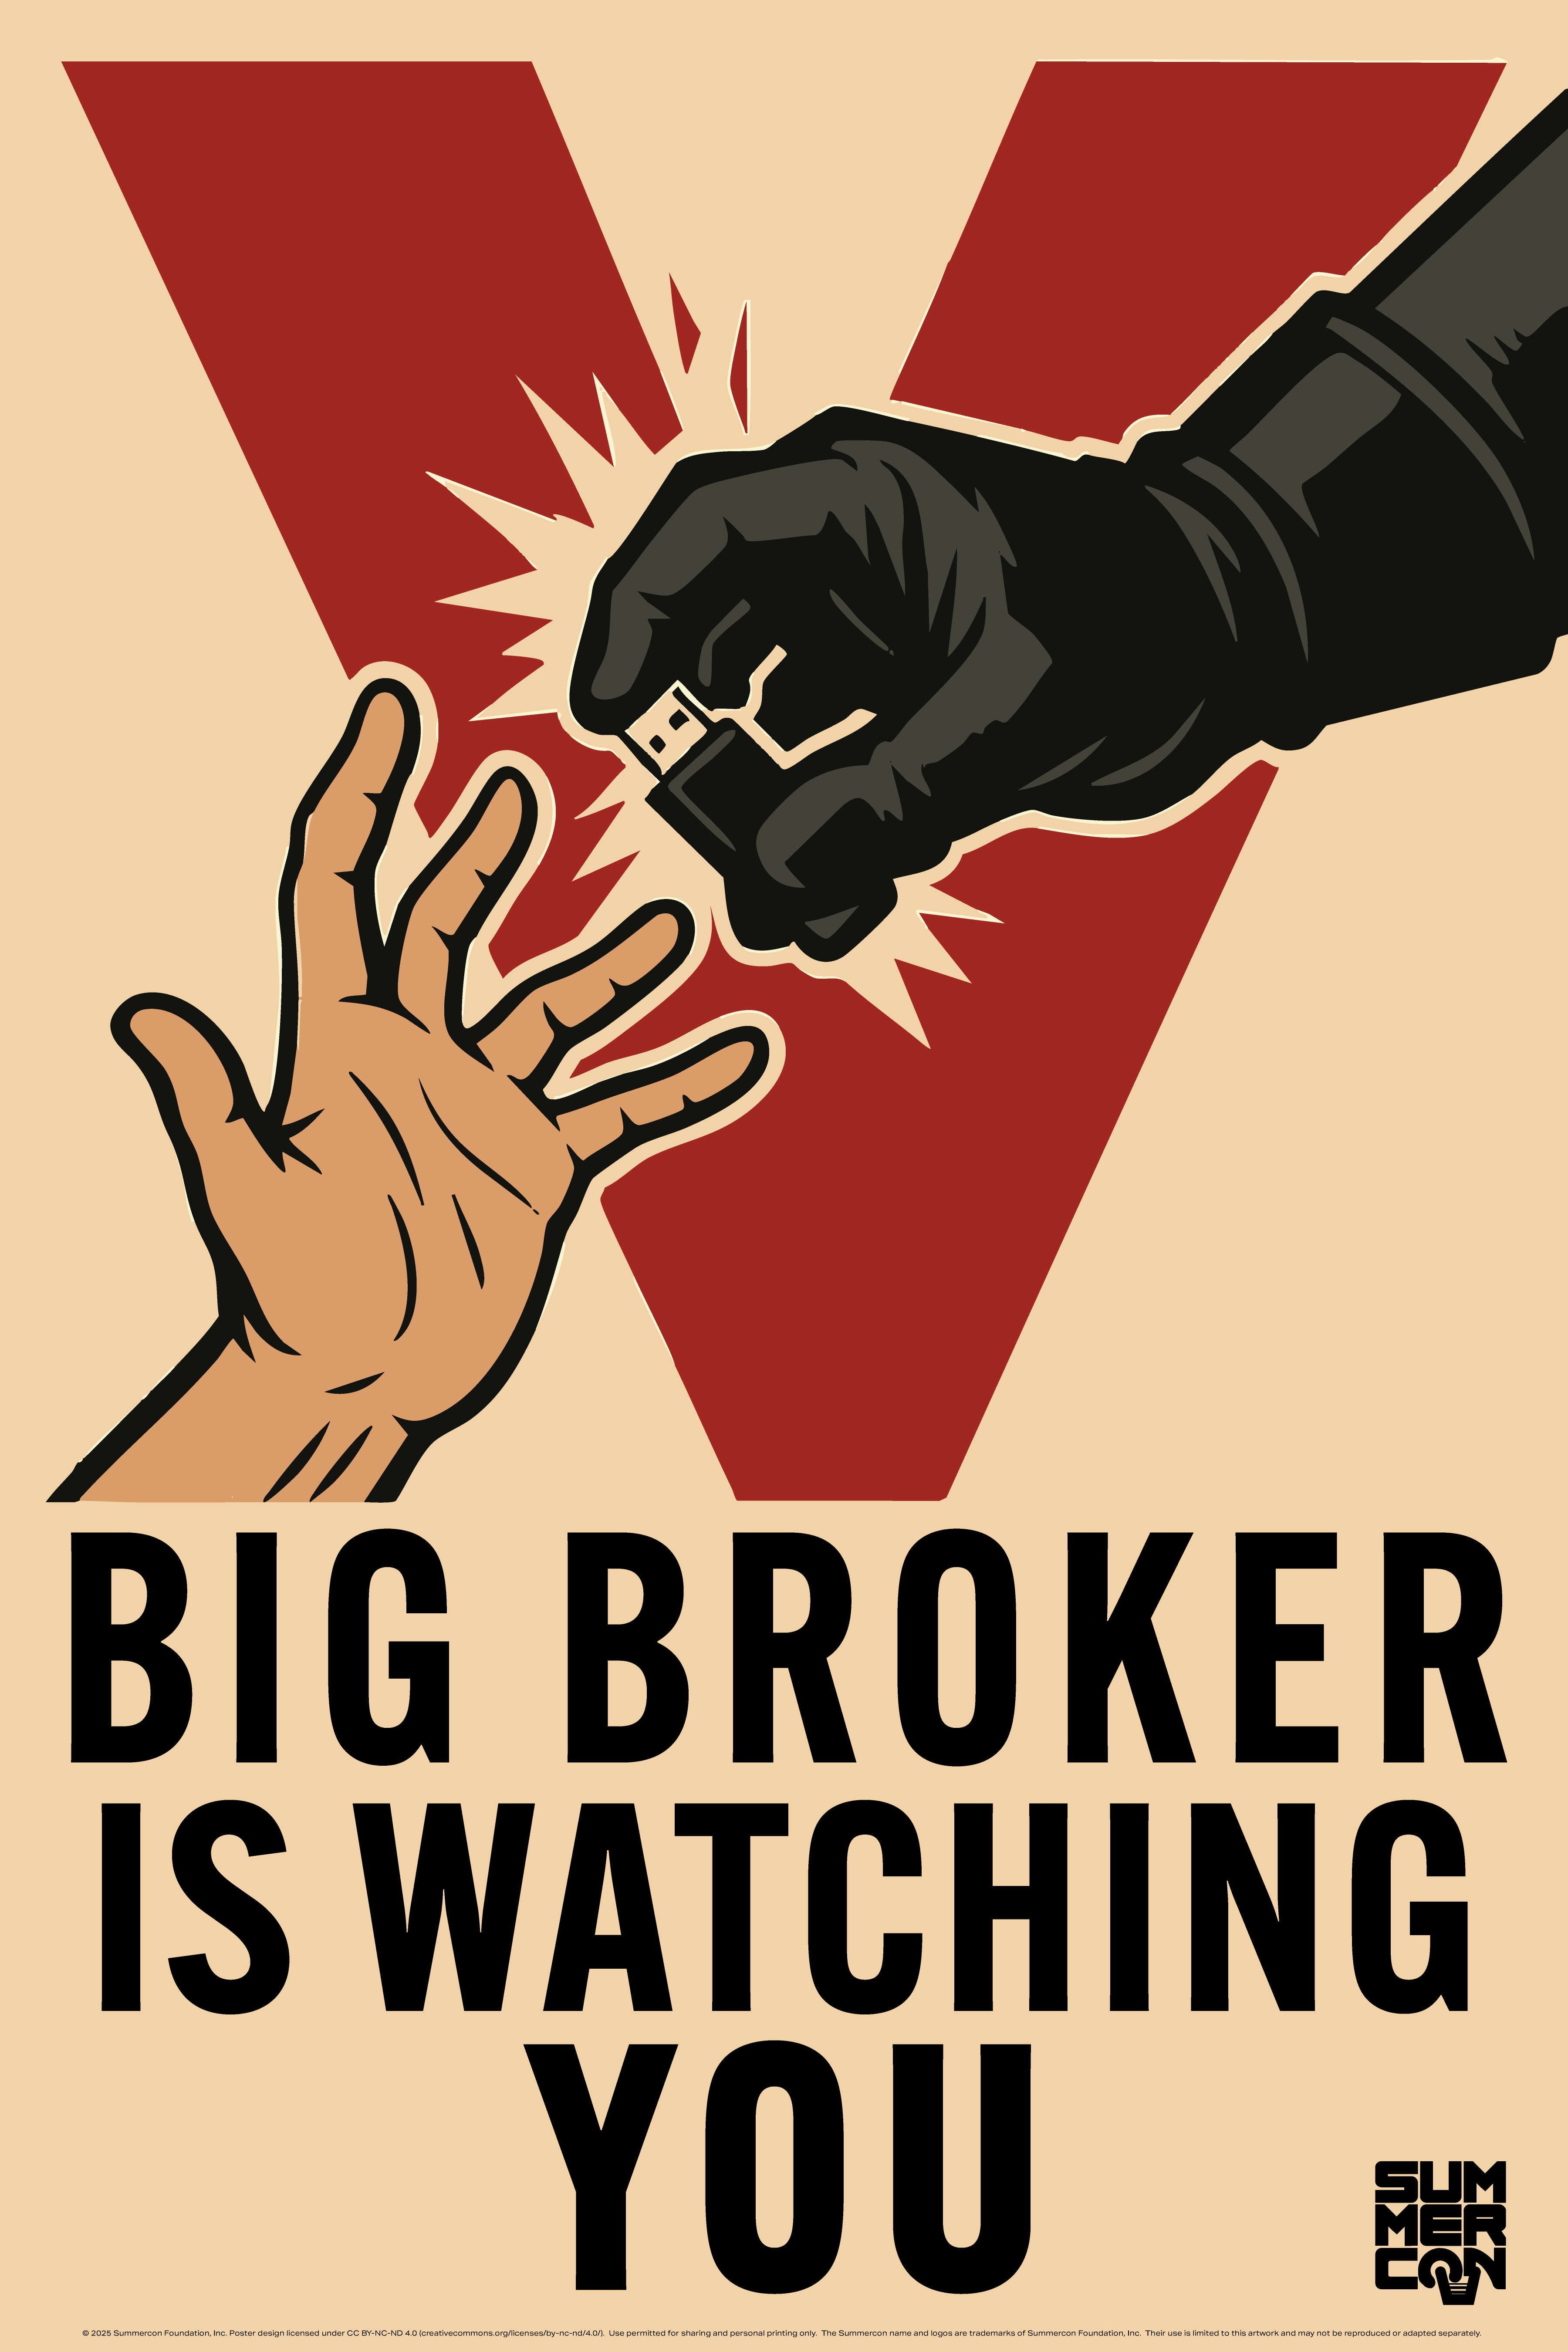 BIG BROKER
IS WATCHING
YOU
SUM
MER
CON
© 2025 Summercon Foundation, Inc. Poster design licensed under CC BY-NC-ND 4.0 (creativecommons.org/licenses/by-nc-nd/4.0/). Use permitted for sharing and personal printing only. The Summercon name and logos are trademarks of Summercon Foundation, Inc. Their use is limited to this artwork and may not be reproduced or adapted separately.